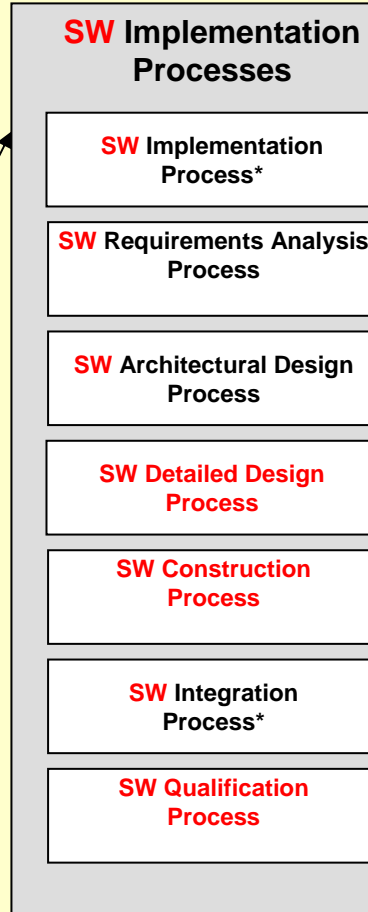 SW Implementation
Processes
SW Implementation
Process*
SW Requirements Analysis
Process
SW Architectural Design
Process
SW Detailed Design
Process
SW Construction
Process
SW Integration
Process*
SW Qualification
Process